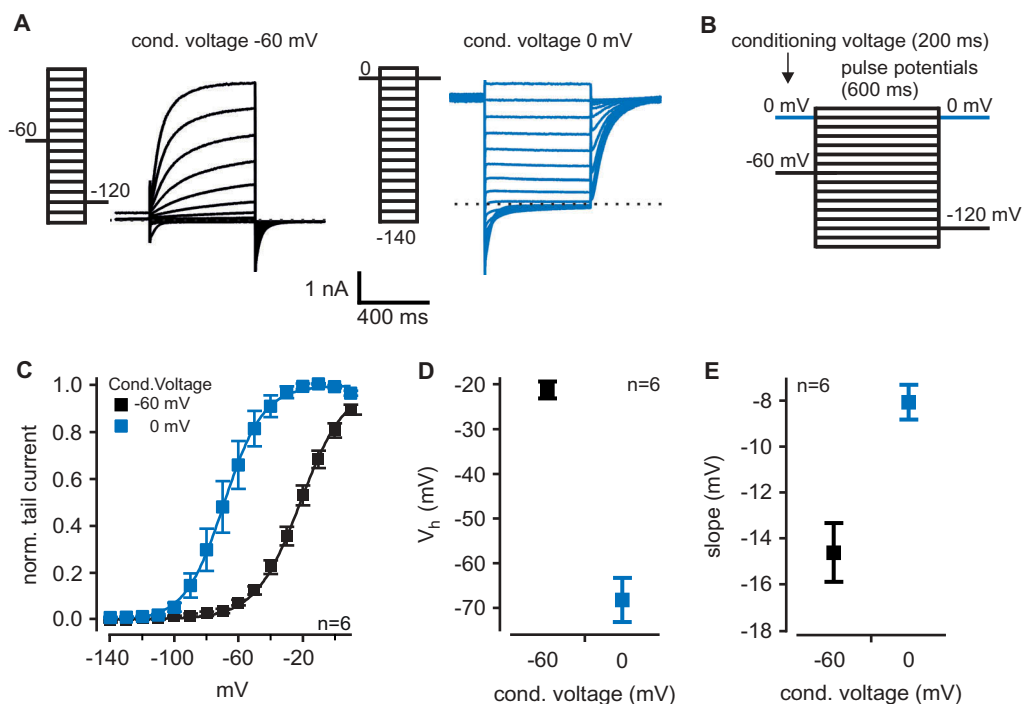 A
cond. voltage -60 mV
-60
-120
cond. voltage 0 mV
0
-140
1 nA
400 ms
B
conditioning voltage (200 ms)
pulse potentials
(600 ms)
0 mV
0 mV
-60 mV
-120 mV
C
norm. tail current
1.0
0.8
0.6
0.4
0.2
0.0
Cond.Voltage
-60 mV
0 mV
n=6
-140
-100
-60
-20
mV
D
n=6
V_h (mV)
-20
-30
-40
-50
-60
-70
-60
0
cond. voltage
(mV)
E
n=6
slope (mV)
-8
-10
-12
-14
-16
-18
-60
0
cond. voltage
(mV)